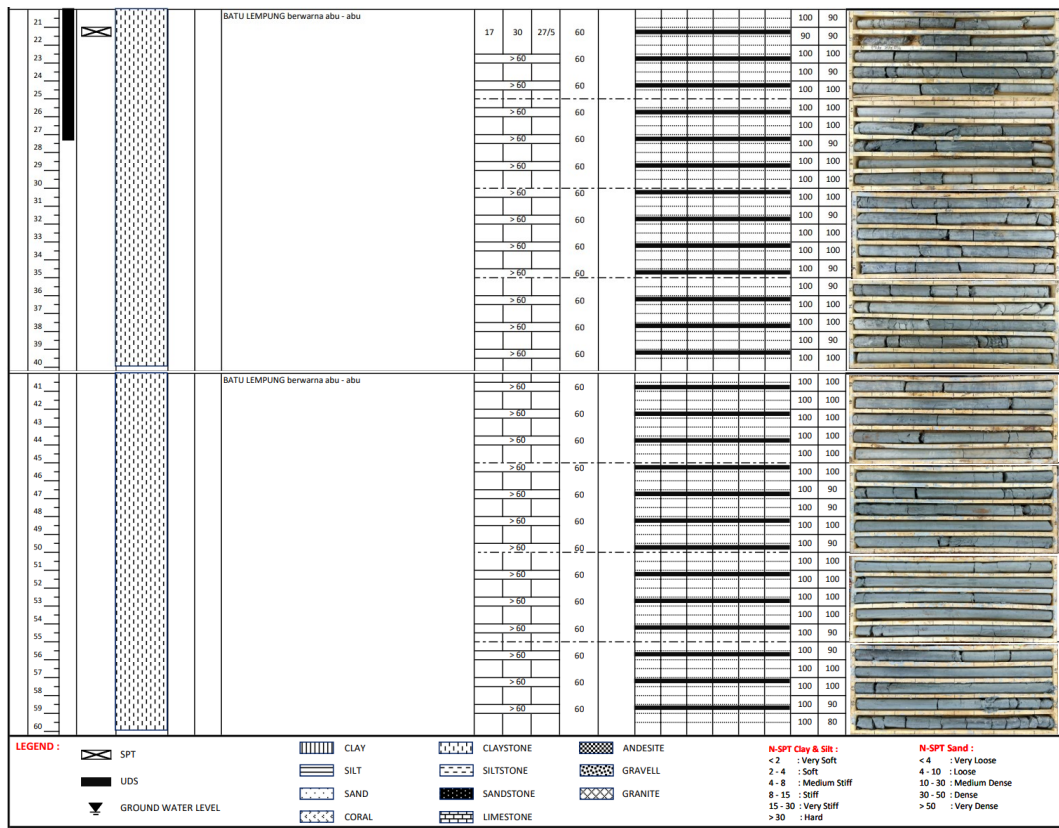 BATU LEMPUNG berwarna abu - abu
21 100 90
22 17 30 27/5 60 90 90
23 > 60 60 100 100
24 100 90
25 > 60 60 100 90
26 > 60 60 100 100
27 > 60 60 100 100
28 100 90
29 > 60 60 100 100
30 100 100
31 > 60 60 100 100
32 > 60 60 100 90
33 > 60 60 100 100
34 100 100
35 > 60 60 100 90
36 > 60 60 100 90
37 100 100
38 > 60 60 100 100
39 > 60 60 100 90
40 100 100
BATU LEMPUNG berwarna abu - abu
41 > 60 60 100 100
42 > 60 60 100 100
43 100 100
44 > 60 60 100 100
45 100 100
46 > 60 60 100 100
47 > 60 60 100 90
48 > 60 60 100 90
49 100 100
50 > 60 60 100 90
51 > 60 60 100 100
52 100 100
53 > 60 60 100 100
54 > 60 60 100 100
55 100 90
56 > 60 60 100 90
57 > 60 60 100 100
58 100 100
59 > 60 60 100 90
60 100 80
LEGEND :
SPT
UDS
GROUND WATER LEVEL
CLAY
SILT
SAND
CORAL
CLAYSTONE
SILTSTONE
SANDSTONE
LIMESTONE
ANDESITE
GRAVELL
GRANITE
N-SPT Clay & Silt :
< 2 : Very Soft
2 - 4 : Soft
4 - 8 : Medium Stiff
8 - 15 : Stiff
15 - 30 : Very Stiff
> 30 : Hard
N-SPT Sand :
< 4 : Very Loose
4 - 10 : Loose
10 - 30 : Medium Dense
30 - 50 : Dense
> 50 : Very Dense